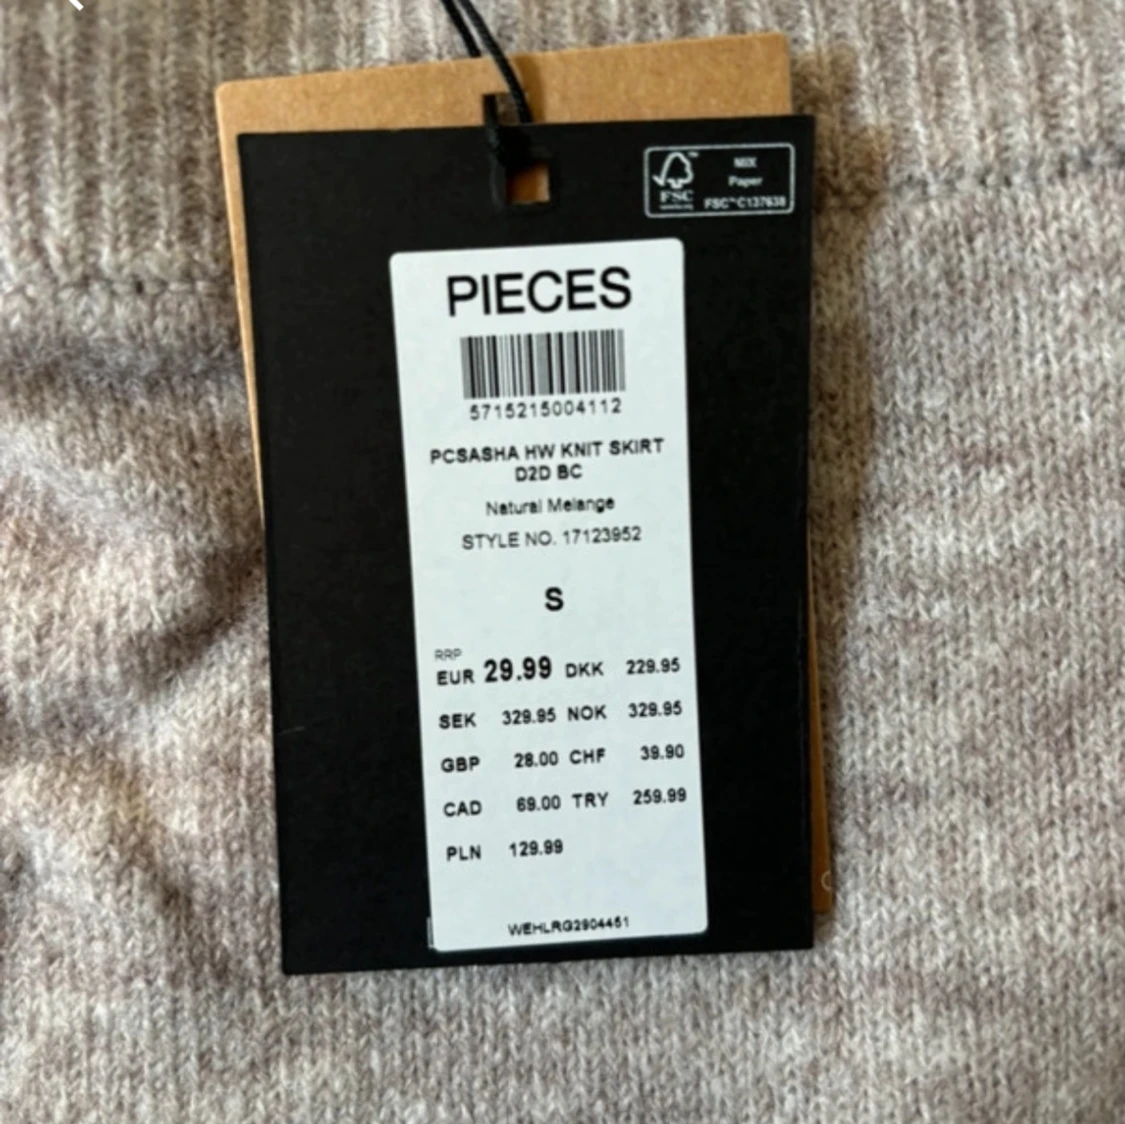 MIX
Paper
FSC
FSC™ C137638
PIECES
5715215004112
PCSASHA HW KNIT SKIRT
D2D BC
Natural Melange
STYLE NO. 17123952
S
RRP
EUR 29.99 DKK 229.95
SEK 329.95 NOK 329.95
GBP 28.00 CHF 39.90
CAD 69.00 TRY 259.99
PLN 129.99
WEHLRG2904451